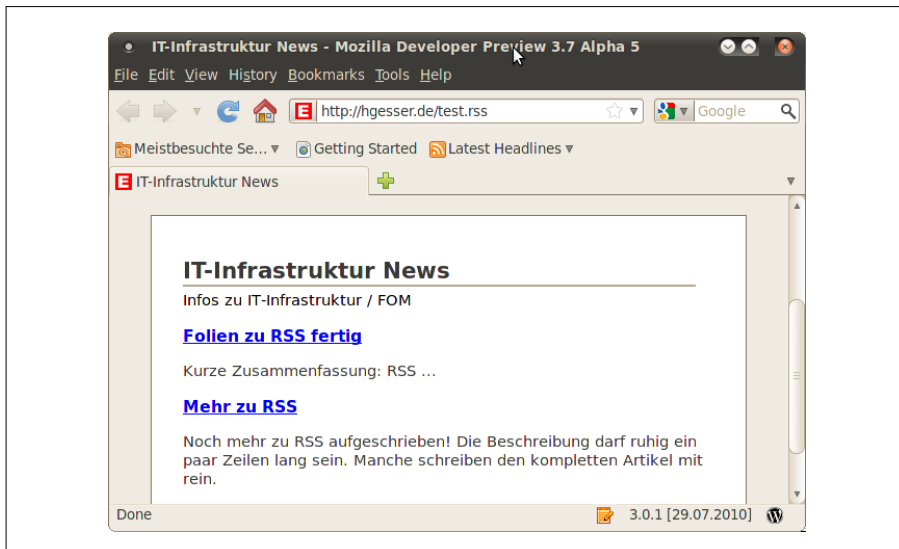 IT-Infrastruktur News - Mozilla Developer Preview 3.7 Alpha 5
File Edit View History Bookmarks Tools Help
E http://hgesser.de/test.rss Google
Meistbesuchte Se... Getting Started Latest Headlines
E IT-Infrastruktur News
IT-Infrastruktur News
Infos zu IT-Infrastruktur / FOM
Folien zu RSS fertig
Kurze Zusammenfassung: RSS ...
Mehr zu RSS
Noch mehr zu RSS aufgeschrieben! Die Beschreibung darf ruhig ein
paar Zeilen lang sein. Manche schreiben den kompletten Artikel mit
rein.
Done 3.0.1 [29.07.2010]